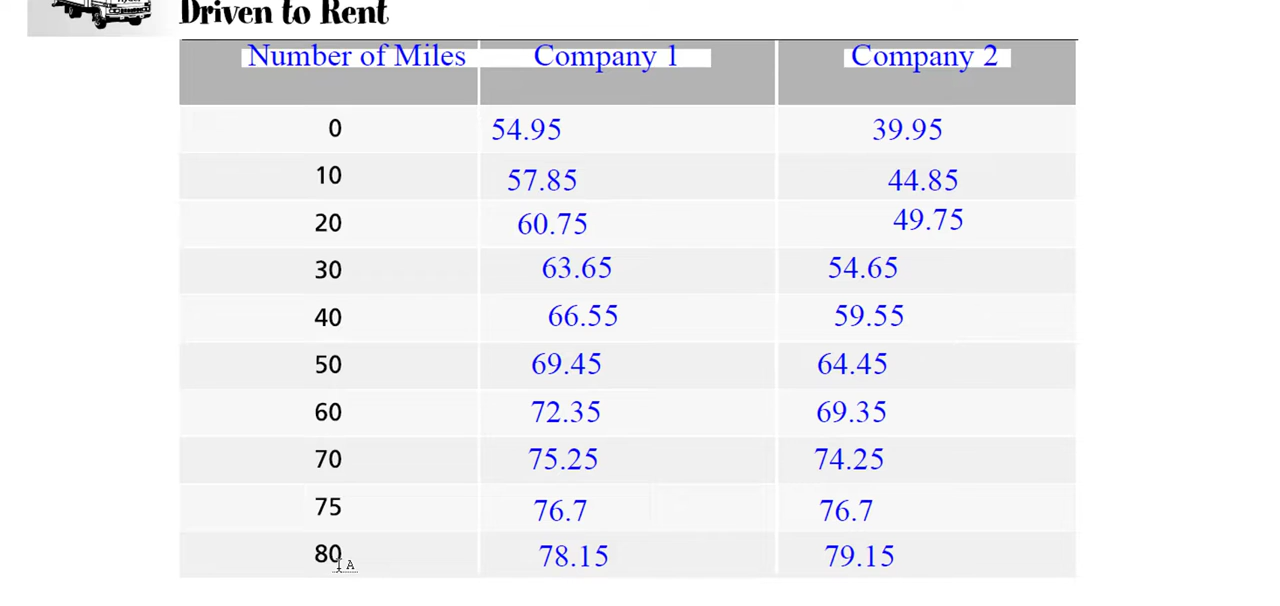 Driven to Rent
Number of Miles Company 1 Company 2
0 54.95 39.95
10 57.85 44.85
20 60.75 49.75
30 63.65 54.65
40 66.55 59.55
50 69.45 64.45
60 72.35 69.35
70 75.25 74.25
75 76.7 76.7
80 78.15 79.15